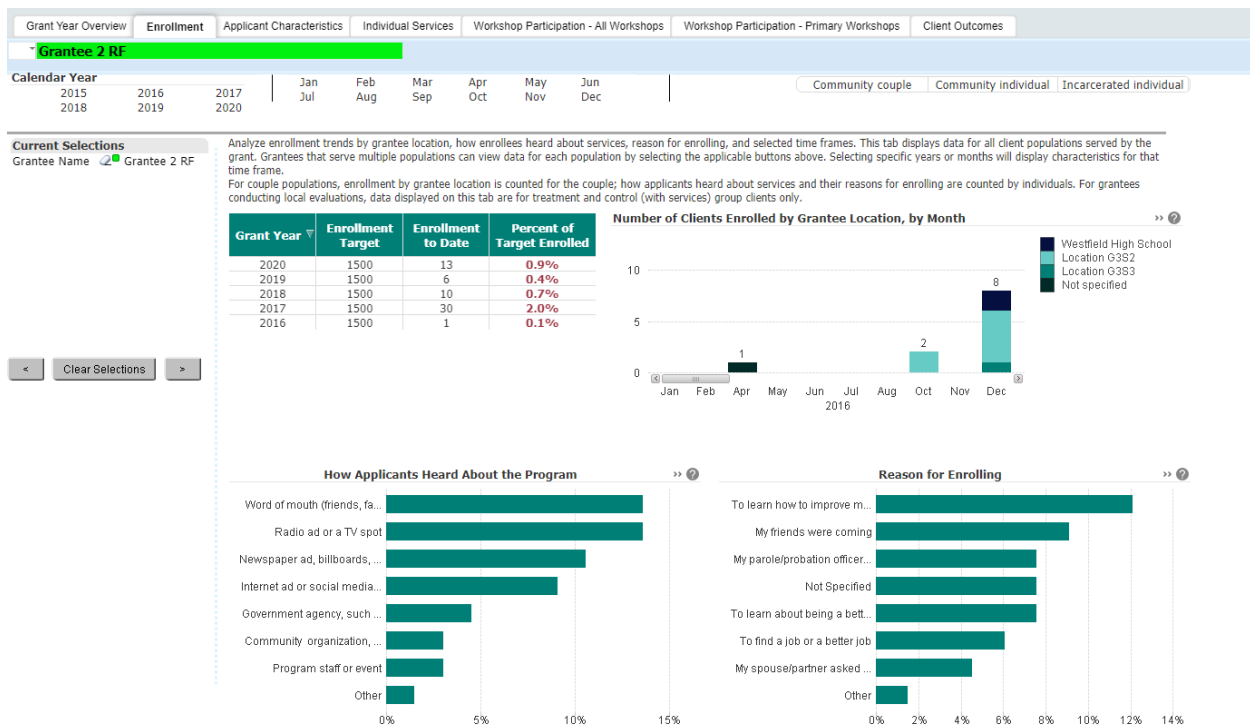 Grant Year Overview Enrollment Applicant Characteristics Individual Services Workshop Participation - All Workshops Workshop Participation - Primary Workshops Client Outcomes
Grantee 2 RF
Calendar Year
2015 2016 2017
2018 2019 2020
Jan Feb Mar Apr May Jun
Jul Aug Sep Oct Nov Dec
Community couple Community individual Incarcerated individual
Current Selections
Grantee Name Grantee 2 RF
< Clear Selections >
Analyze enrollment trends by grantee location, how enrollees heard about services, reason for enrolling, and selected time frames. This tab displays data for all client populations served by the
grant. Grantees that serve multiple populations can view data for each population by selecting the applicable buttons above. Selecting specific years or months will display characteristics for that
time frame.
For couple populations, enrollment by grantee location is counted for the couple; how applicants heard about services and their reasons for enrolling are counted by individuals. For grantees
conducting local evaluations, data displayed on this tab are for treatment and control (with services) group clients only.
Grant Year Enrollment Target Enrollment to Date Percent of Target Enrolled
2020 1500 13 0.9%
2019 1500 6 0.4%
2018 1500 10 0.7%
2017 1500 30 2.0%
2016 1500 1 0.1%
Number of Clients Enrolled by Grantee Location, by Month >> ?
Westfield High School
Location G3S2
Location G3S3
Not specified
10
5
0
1
2
8
Jan Feb Apr May Jun Jul Aug Oct Nov Dec
2016
How Applicants Heard About the Program >> ?
Word of mouth (friends, fa...
Radio ad or a TV spot
Newspaper ad, billboards, ...
Internet ad or social media...
Government agency, such ...
Community organization, ...
Program staff or event
Other
0% 5% 10% 15%
Reason for Enrolling >> ?
To learn how to improve m...
My friends were coming
My parole/probation officer...
Not Specified
To learn about being a bett...
To find a job or a better job
My spouse/partner asked ...
Other
0% 2% 4% 6% 8% 10% 12% 14%